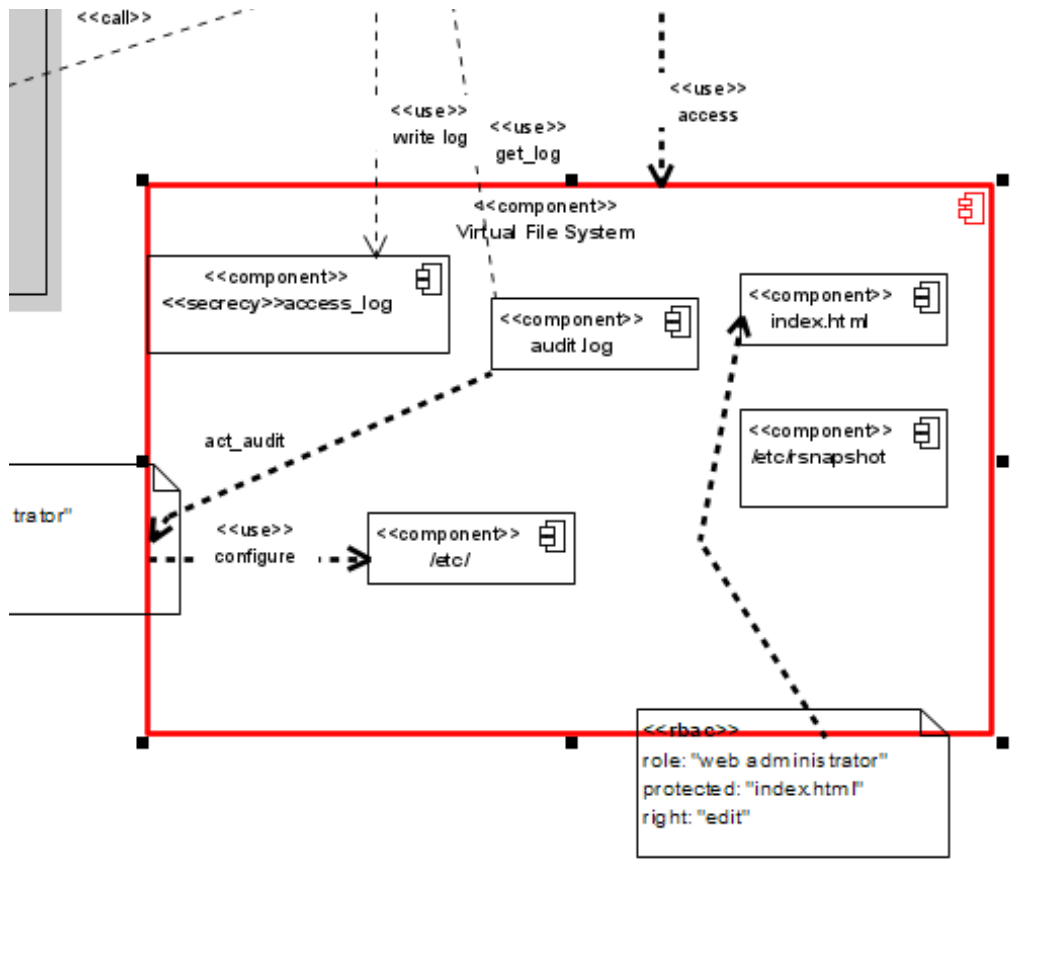 <<call>>
<<use>>
access
<<use>>
write log
<<use>>
get_log
<<component>>
Virtual File System
<<component>>
<<secrecy>>access_log
<<component>>
audit.log
<<component>>
index.html
<<component>>
/etc/rsnapshot
act_audit
trator"
<<use>>
configure
<<component>>
/etc/
<<rbac>>
role: "web administrator"
protected: "index.html"
right: "edit"